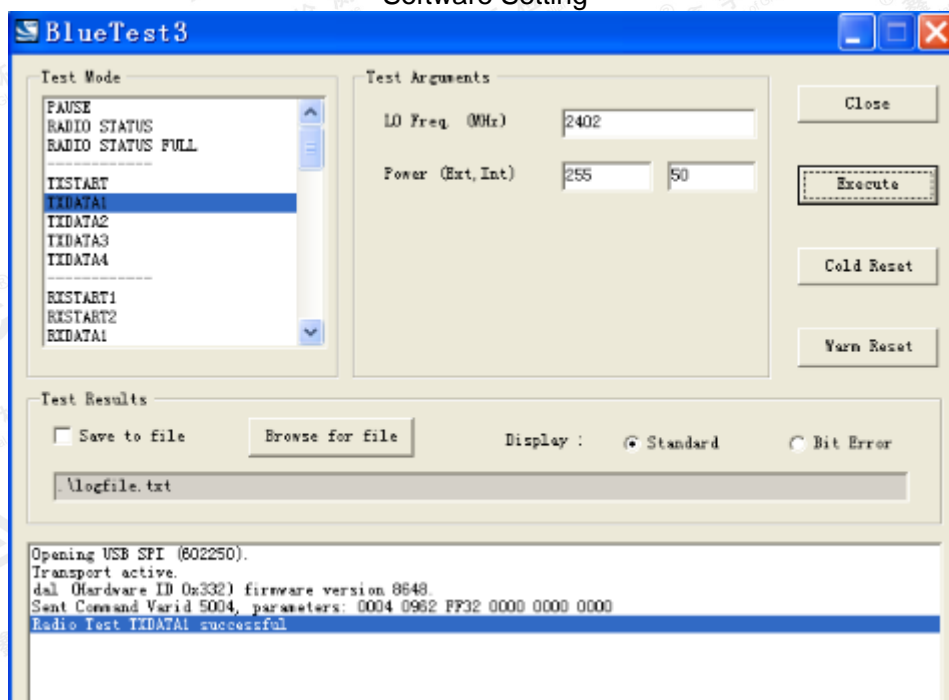 Software Setting
BlueTest3
Test Mode
PAUSE
RADIO STATUS
RADIO STATUS FULL
------------
TXSTART
TXDATA1
TXDATA2
TXDATA3
TXDATA4
------------
RXSTART1
RXSTART2
RXDATA1
Test Arguments
LO Freq. (MHz) 2402
Power (Ext, Int) 255 50
Close
Execute
Cold Reset
Warm Reset
Test Results
Save to file Browse for file Display : Standard Bit Error
.\logfile.txt
Opening USB SPI (602250).
Transport active.
dal (Hardware ID 0x332) firmware version 8648.
Sent Command Varid 5004, parameters: 0004 0962 FF32 0000 0000 0000
Radio Test TXDATA1 successful